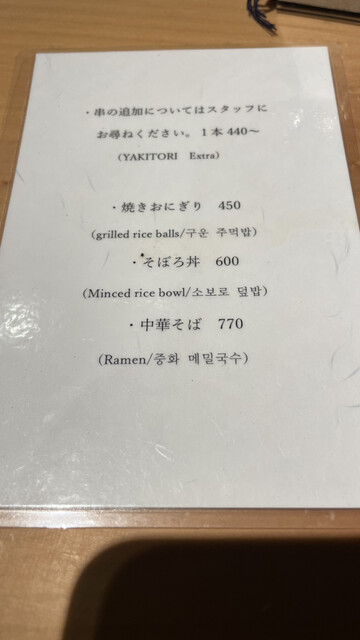 ・串の追加についてはスタッフに
お尋ねください。1本440～
(YAKITORI Extra)
・焼きおにぎり 450
(grilled rice balls/구운 주먹밥)
・そぼろ丼 600
(Minced rice bowl/소보로 덮밥)
・中華そば 770
(Ramen/중화 메밀국수)